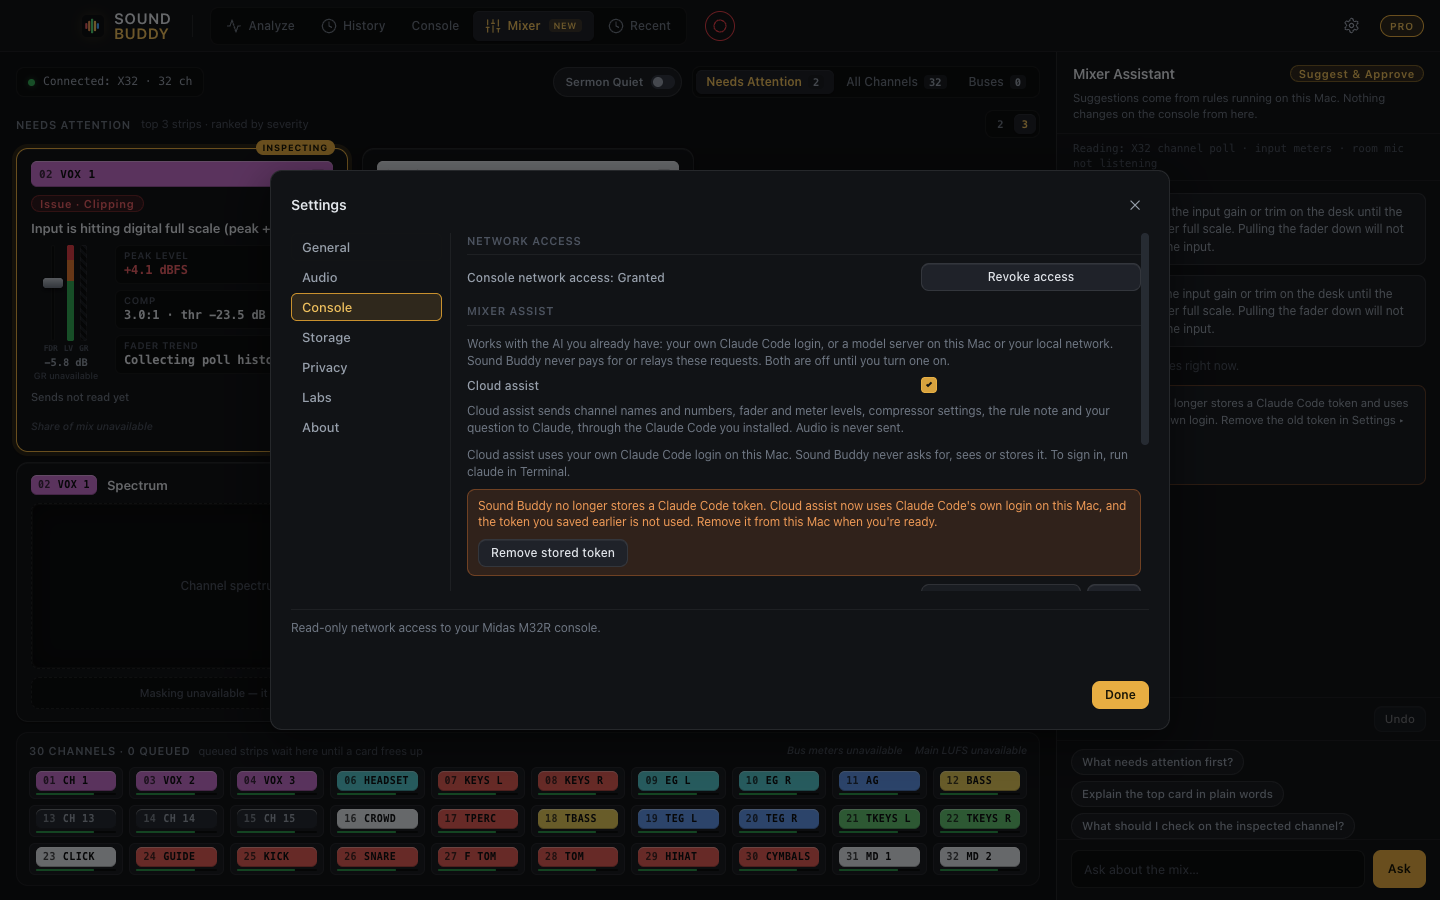 SOUND
BUDDY
Analyze
History
Console
Mixer NEW
Recent
PRO
Connected: X32 · 32 ch
Sermon Quiet
Needs Attention 2
All Channels 32
Buses 0
NEEDS ATTENTION top 3 strips · ranked by severity
2 3
INSPECTING
02 VOX 1
Issue · Clipping
Input is hitting digital full scale (peak +
PEAK LEVEL
+4.1 dBFS
COMP
3.0:1 · thr −23.5 dB
FADER TREND
Collecting poll histo
FDR LV GR
−5.8 dB
GR unavailable
Sends not read yet
Share of mix unavailable
02 VOX 1 Spectrum
Channel spectru
Masking unavailable — it
Mixer Assistant
Suggest & Approve
Suggestions come from rules running on this Mac. Nothing
changes on the console from here.
Reading: X32 channel poll · input meters · room mic
not listening
the input gain or trim on the desk until the
er full scale. Pulling the fader down will not
he input.
he input gain or trim on the desk until the
er full scale. Pulling the fader down will not
he input.
es right now.
longer stores a Claude Code token and uses
wn login. Remove the old token in Settings ▸
Undo
What needs attention first?
Explain the top card in plain words
What should I check on the inspected channel?
Ask about the mix…
Ask
Settings
General
Audio
Console
Storage
Privacy
Labs
About
NETWORK ACCESS
Console network access: Granted
Revoke access
MIXER ASSIST
Works with the AI you already have: your own Claude Code login, or a model server on this Mac or your local network.
Sound Buddy never pays for or relays these requests. Both are off until you turn one on.
Cloud assist
Cloud assist sends channel names and numbers, fader and meter levels, compressor settings, the rule note and your
question to Claude, through the Claude Code you installed. Audio is never sent.
Cloud assist uses your own Claude Code login on this Mac. Sound Buddy never asks for, sees or stores it. To sign in, run
claude in Terminal.
Sound Buddy no longer stores a Claude Code token. Cloud assist now uses Claude Code's own login on this Mac, and
the token you saved earlier is not used. Remove it from this Mac when you're ready.
Remove stored token
Read-only network access to your Midas M32R console.
Done
30 CHANNELS · 0 QUEUED queued strips wait here until a card frees up
Bus meters unavailable Main LUFS unavailable
01 CH 1
03 VOX 2
04 VOX 3
06 HEADSET
07 KEYS L
08 KEYS R
09 EG L
10 EG R
11 AG
12 BASS
13 CH 13
14 CH 14
15 CH 15
16 CROWD
17 TPERC
18 TBASS
19 TEG L
20 TEG R
21 TKEYS L
22 TKEYS R
23 CLICK
24 GUIDE
25 KICK
26 SNARE
27 F TOM
28 TOM
29 HIHAT
30 CYMBALS
31 MD 1
32 MD 2